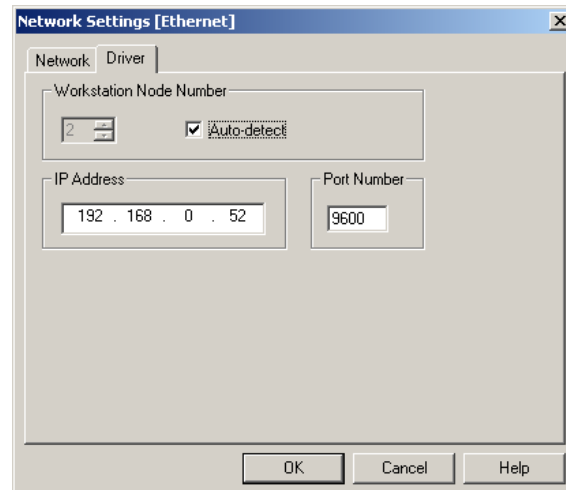 Network Settings [Ethernet]
Network Driver
Workstation Node Number
2 Auto-detect
IP Address Port Number
192 . 168 . 0 . 52 9600
OK Cancel Help